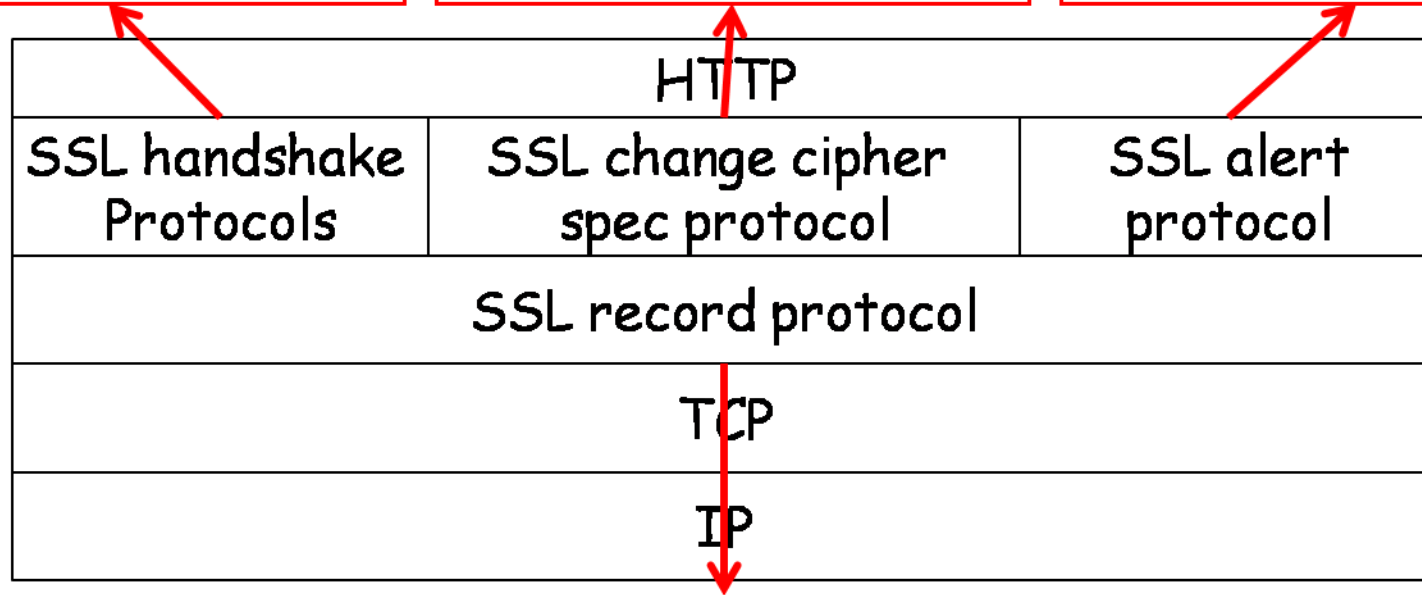 HTTP
SSL handshake
Protocols
SSL change cipher
spec protocol
SSL alert
protocol
SSL record protocol
TCP
IP